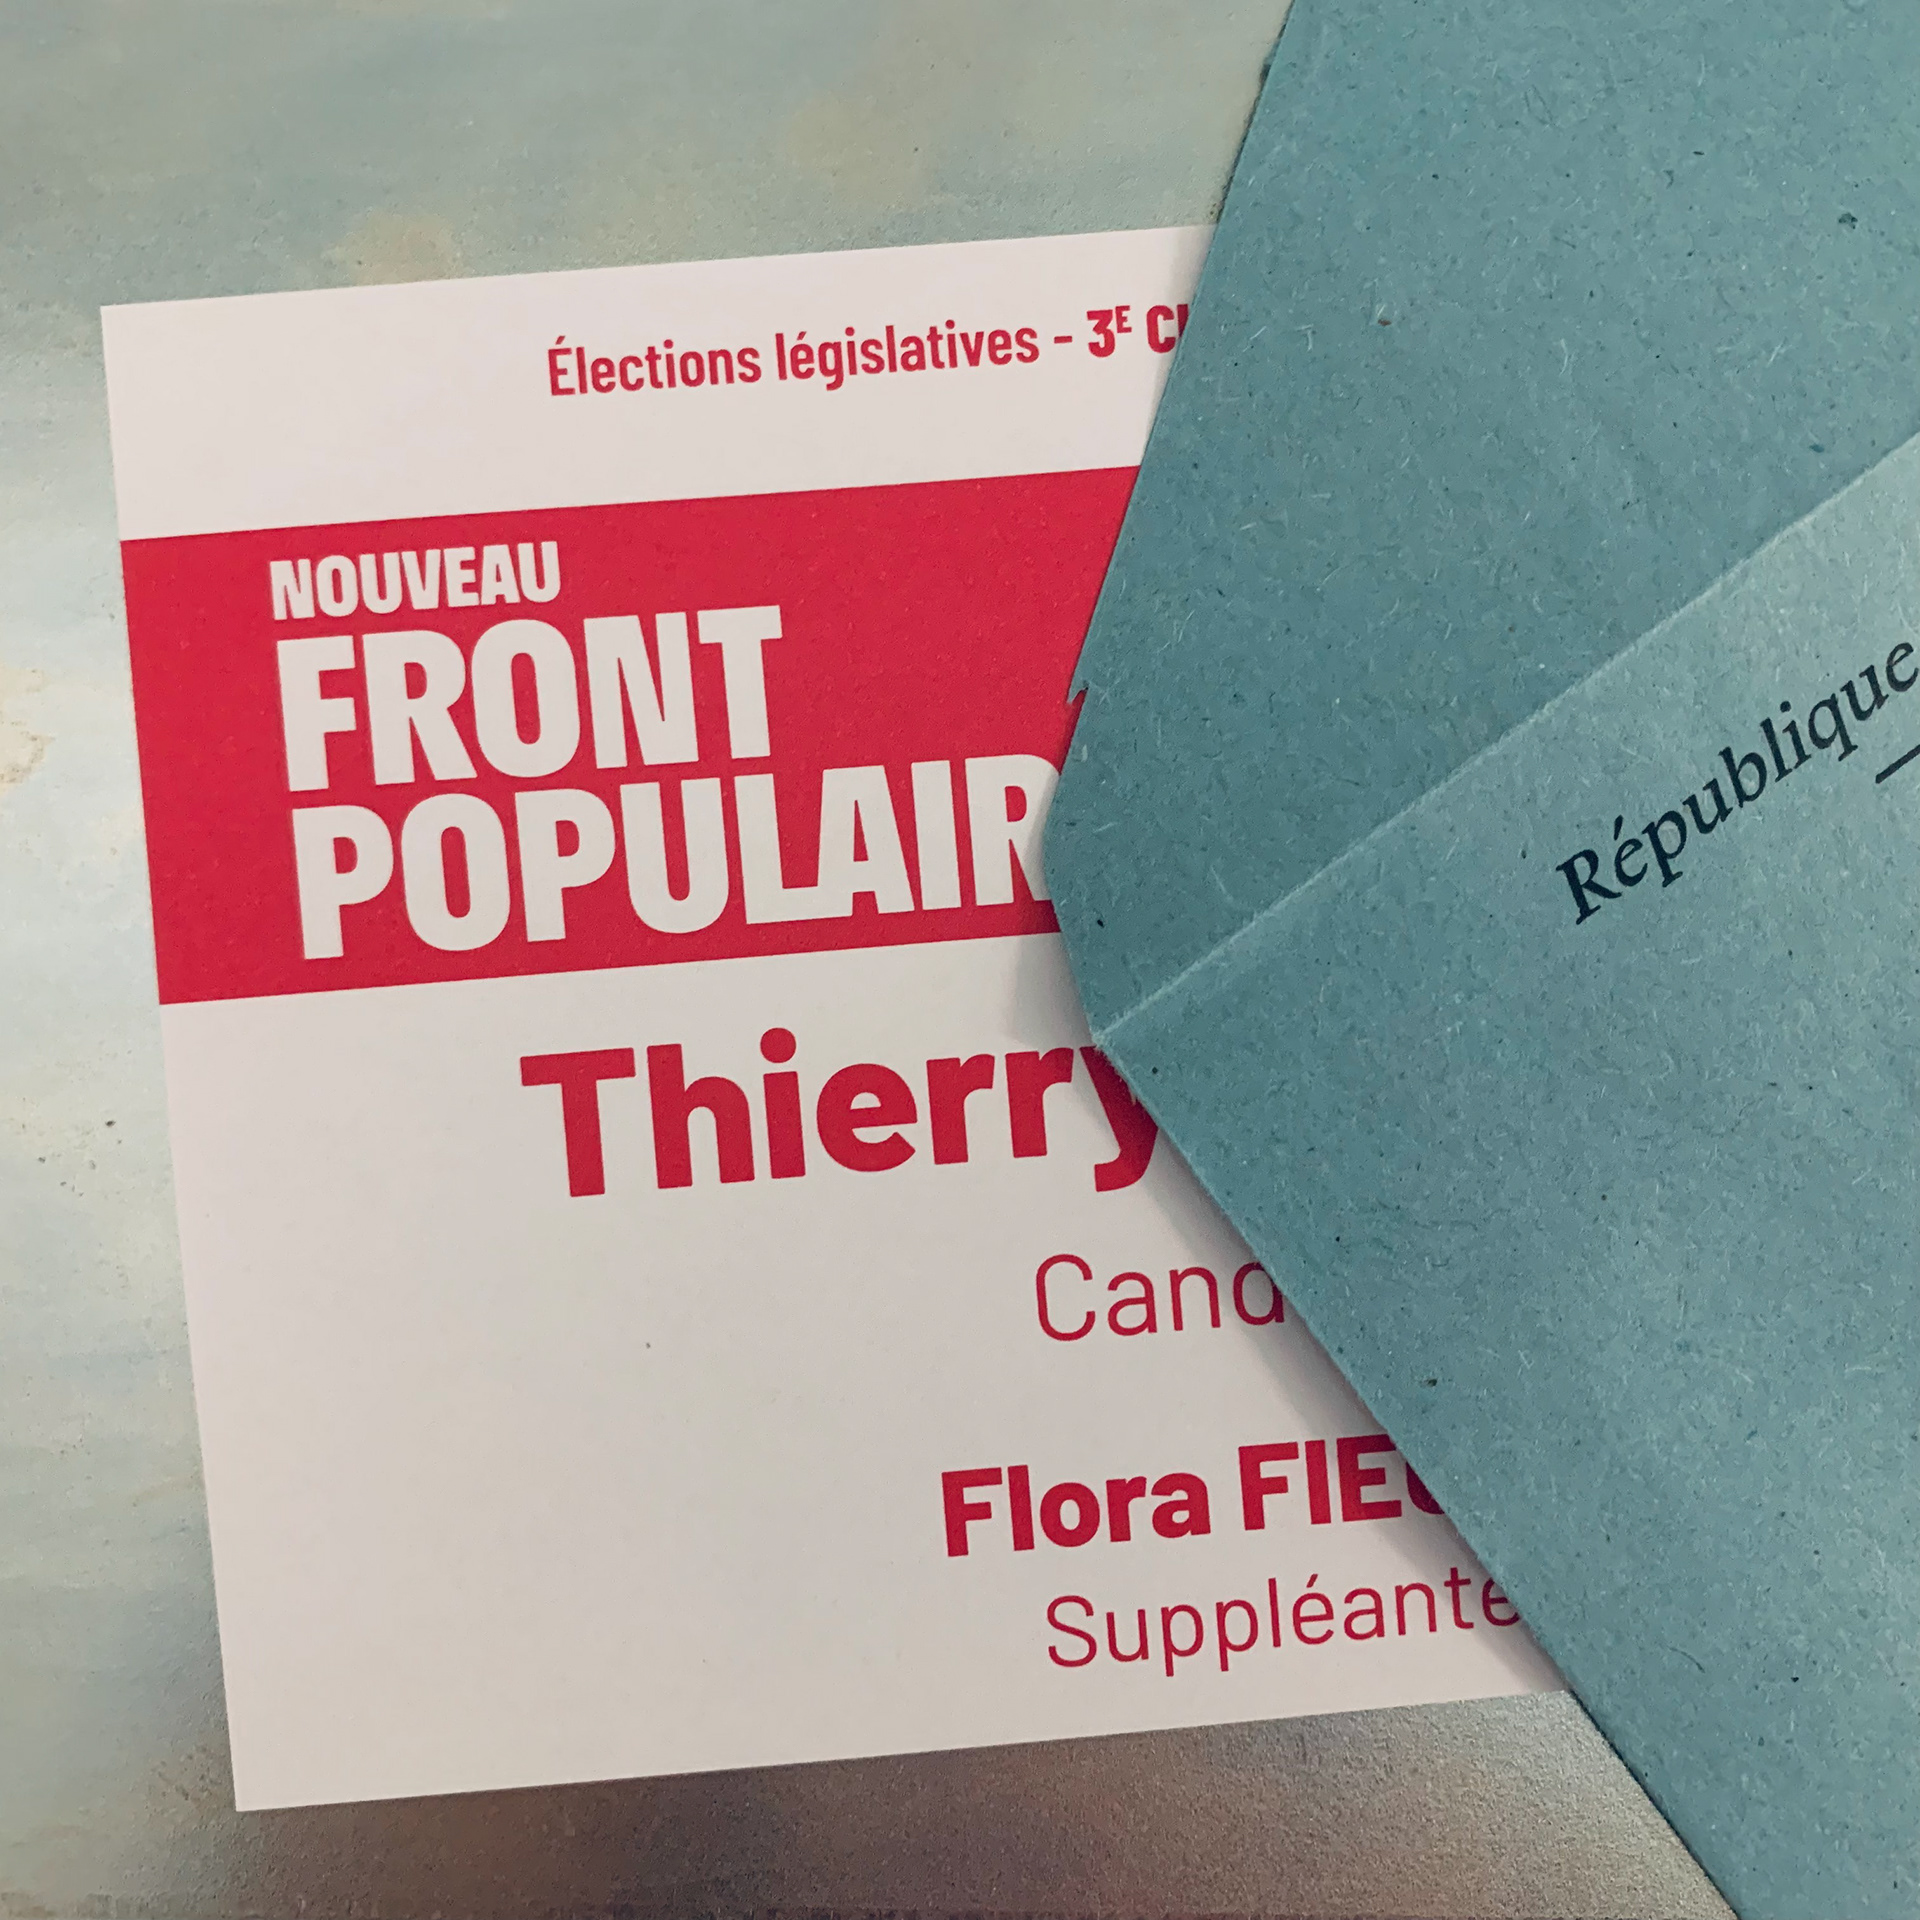 Élections législatives - 3E
NOUVEAU
FRONT
POPULAIR
Thierry
Cand
Flora FIE
Suppléante
République